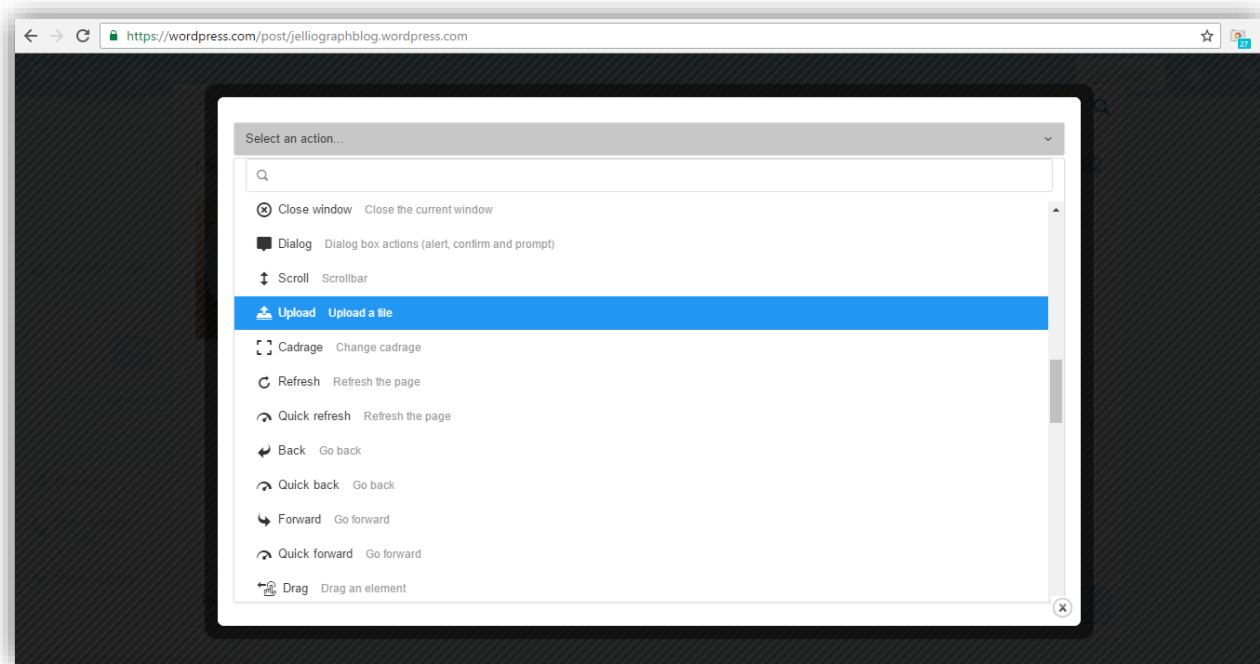 https://wordpress.com/post/jelliographblog.wordpress.com
27
Select an action...
Close window Close the current window
Dialog Dialog box actions (alert, confirm and prompt)
Scroll Scrollbar
Upload Upload a file
Cadrage Change cadrage
Refresh Refresh the page
Quick refresh Refresh the page
Back Go back
Quick back Go back
Forward Go forward
Quick forward Go forward
Drag Drag an element